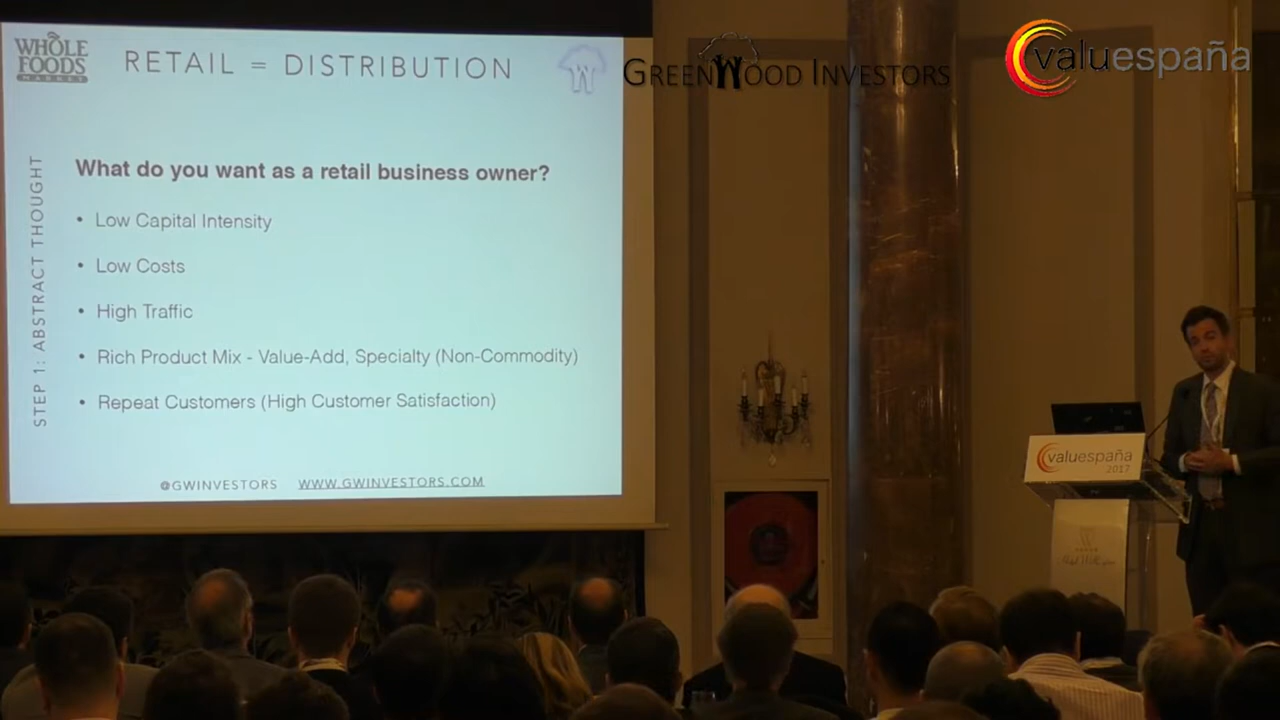 WHOLE
FOODS
MARKET
RETAIL = DISTRIBUTION
GREENWOOD INVESTORS
valuespaña
STEP 1: ABSTRACT THOUGHT
What do you want as a retail business owner?
• Low Capital Intensity
• Low Costs
• High Traffic
• Rich Product Mix - Value-Add, Specialty (Non-Commodity)
• Repeat Customers (High Customer Satisfaction)
@GWINVESTORS WWW.GWINVESTORS.COM
valuespaña
2017